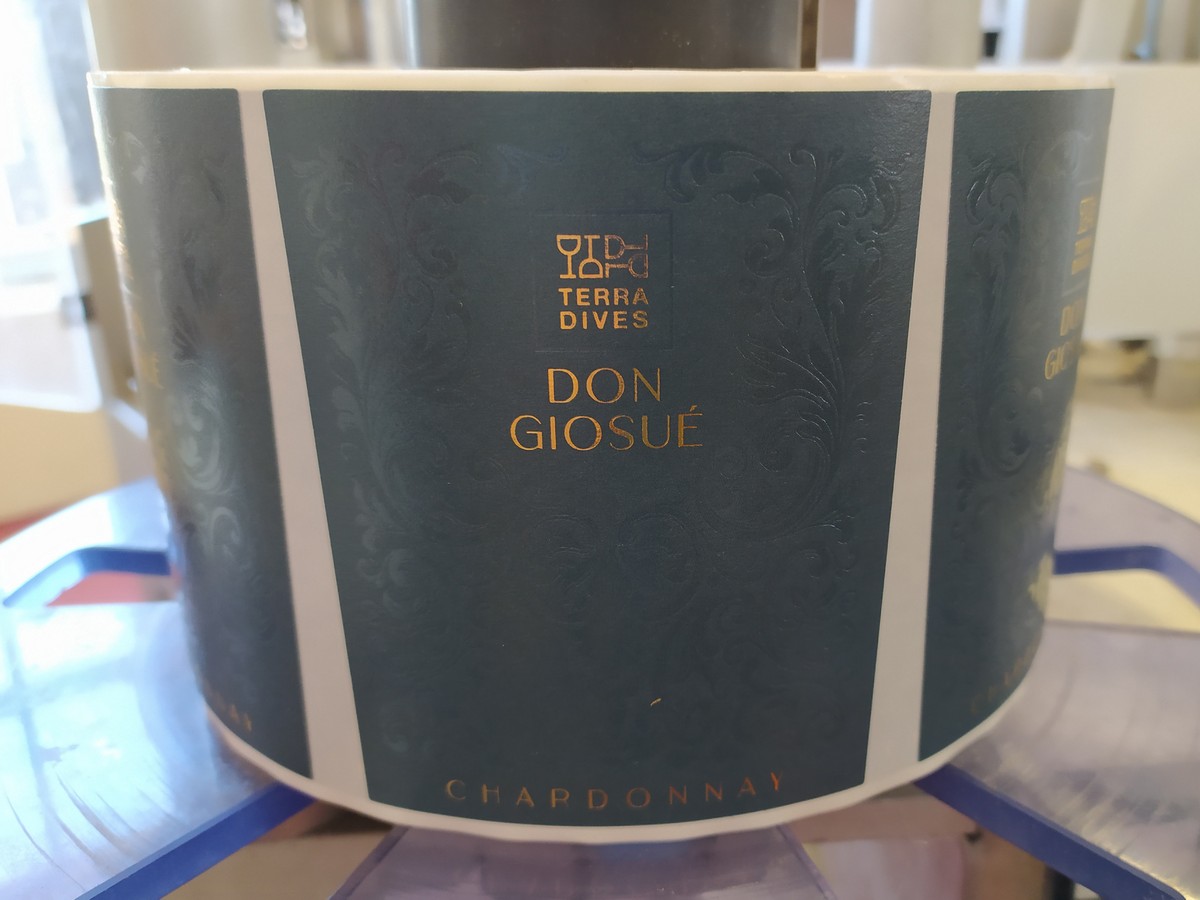 TERRA
DIVES
DON
GIOSUÉ
CHARDONNAY